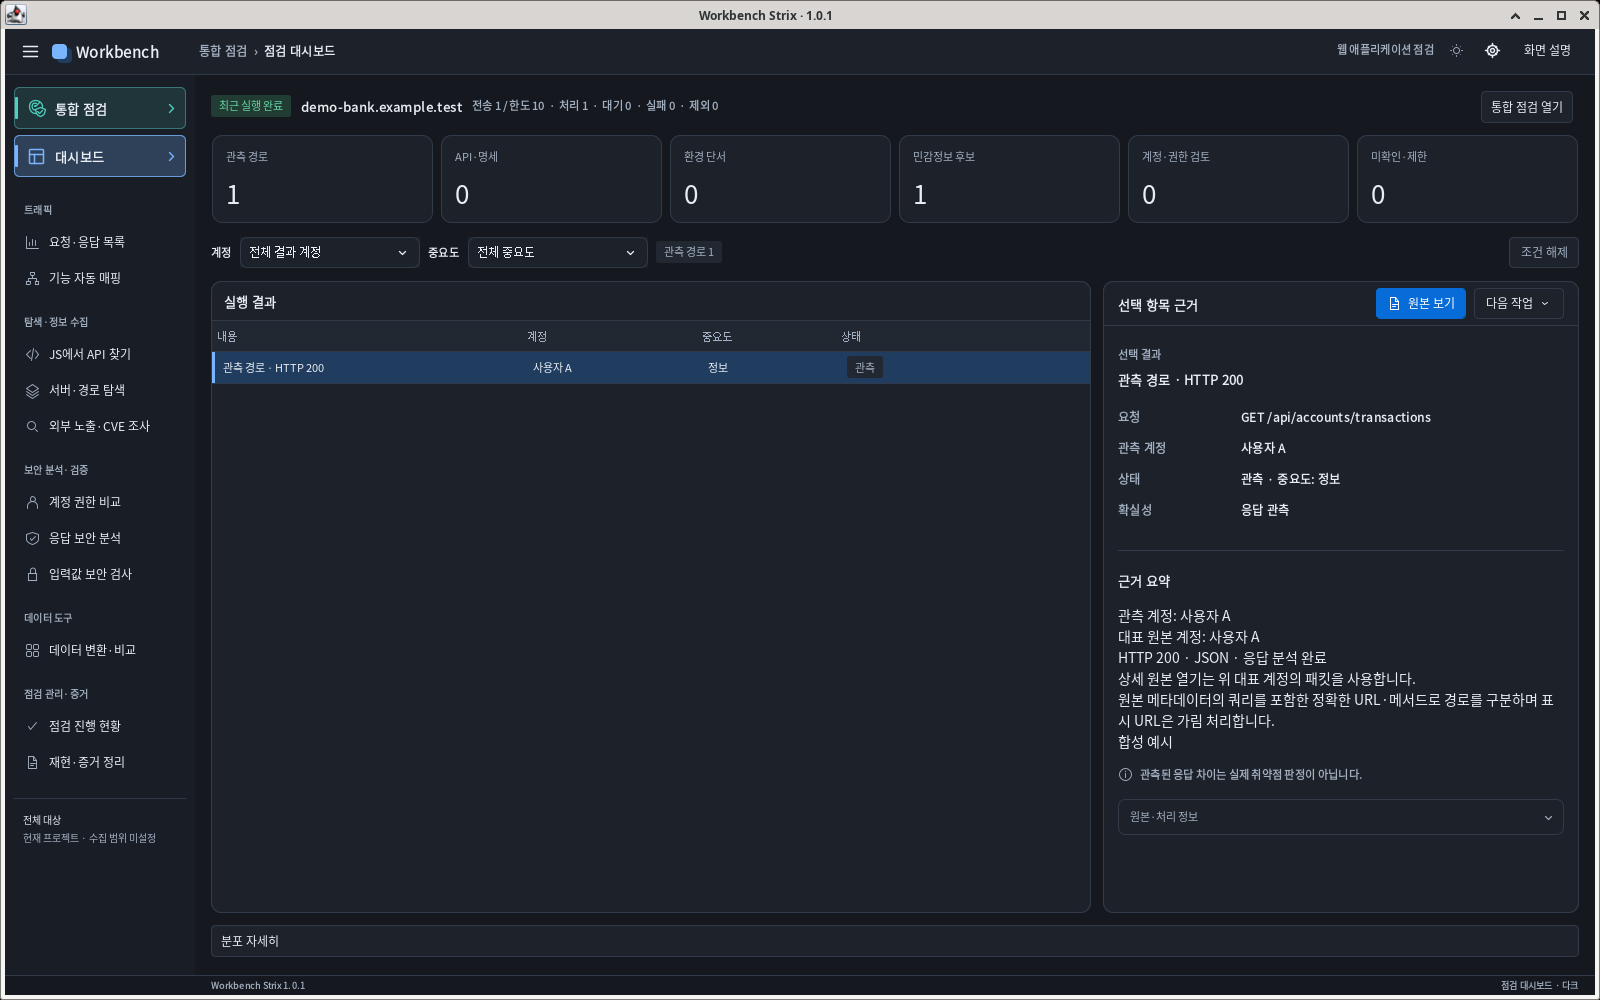 Workbench Strix · 1.0.1
Workbench
통합 점검 › 점검 대시보드
웹 애플리케이션 점검
화면 설명
통합 점검
대시보드
트래픽
요청·응답 목록
기능 자동 매핑
탐색·정보 수집
JS에서 API 찾기
서버·경로 탐색
외부 노출·CVE 조사
보안 분석·검증
계정 권한 비교
응답 보안 분석
입력값 보안 검사
데이터 도구
데이터 변환·비교
점검 관리·증거
점검 진행 현황
재현·증거 정리
전체 대상
현재 프로젝트 · 수집 범위 미설정
최근 실행 완료 demo-bank.example.test 전송 1 / 한도 10 · 처리 1 · 대기 0 · 실패 0 · 제외 0
통합 점검 열기
관측 경로
1
API·명세
0
환경 단서
0
민감정보 후보
1
계정·권한 검토
0
미확인·제한
0
계정 전체 결과 계정 중요도 전체 중요도 관측 경로 1
조건 해제
실행 결과
내용 계정 중요도 상태
관측 경로 · HTTP 200 사용자 A 정보 관측
선택 항목 근거
원본 보기
다음 작업
선택 결과
관측 경로 · HTTP 200
요청 GET /api/accounts/transactions
관측 계정 사용자 A
상태 관측 · 중요도: 정보
확실성 응답 관측
근거 요약
관측 계정: 사용자 A
대표 원본 계정: 사용자 A
HTTP 200 · JSON · 응답 분석 완료
상세 원본 열기는 위 대표 계정의 패킷을 사용합니다.
원본 메타데이터의 쿼리를 포함한 정확한 URL·메서드로 경로를 구분하며 표
시 URL은 가림 처리합니다.
합성 예시
관측된 응답 차이는 실제 취약점 판정이 아닙니다.
원본·처리 정보
분포 자세히
Workbench Strix 1.0.1
점검 대시보드 · 다크